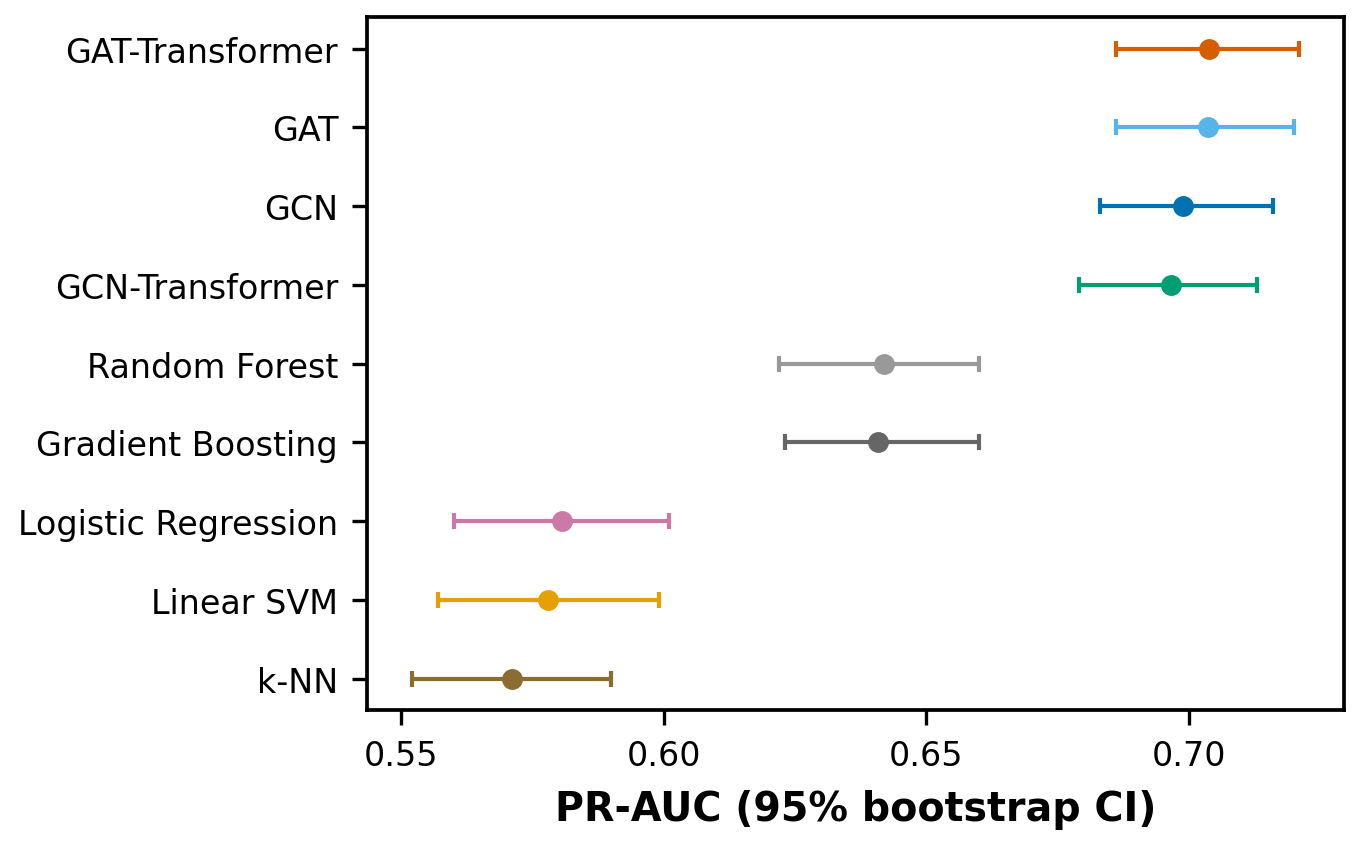 GAT-Transformer
GAT
GCN
GCN-Transformer
Random Forest
Gradient Boosting
Logistic Regression
Linear SVM
k-NN
0.55 0.60 0.65 0.70
PR-AUC (95% bootstrap CI)